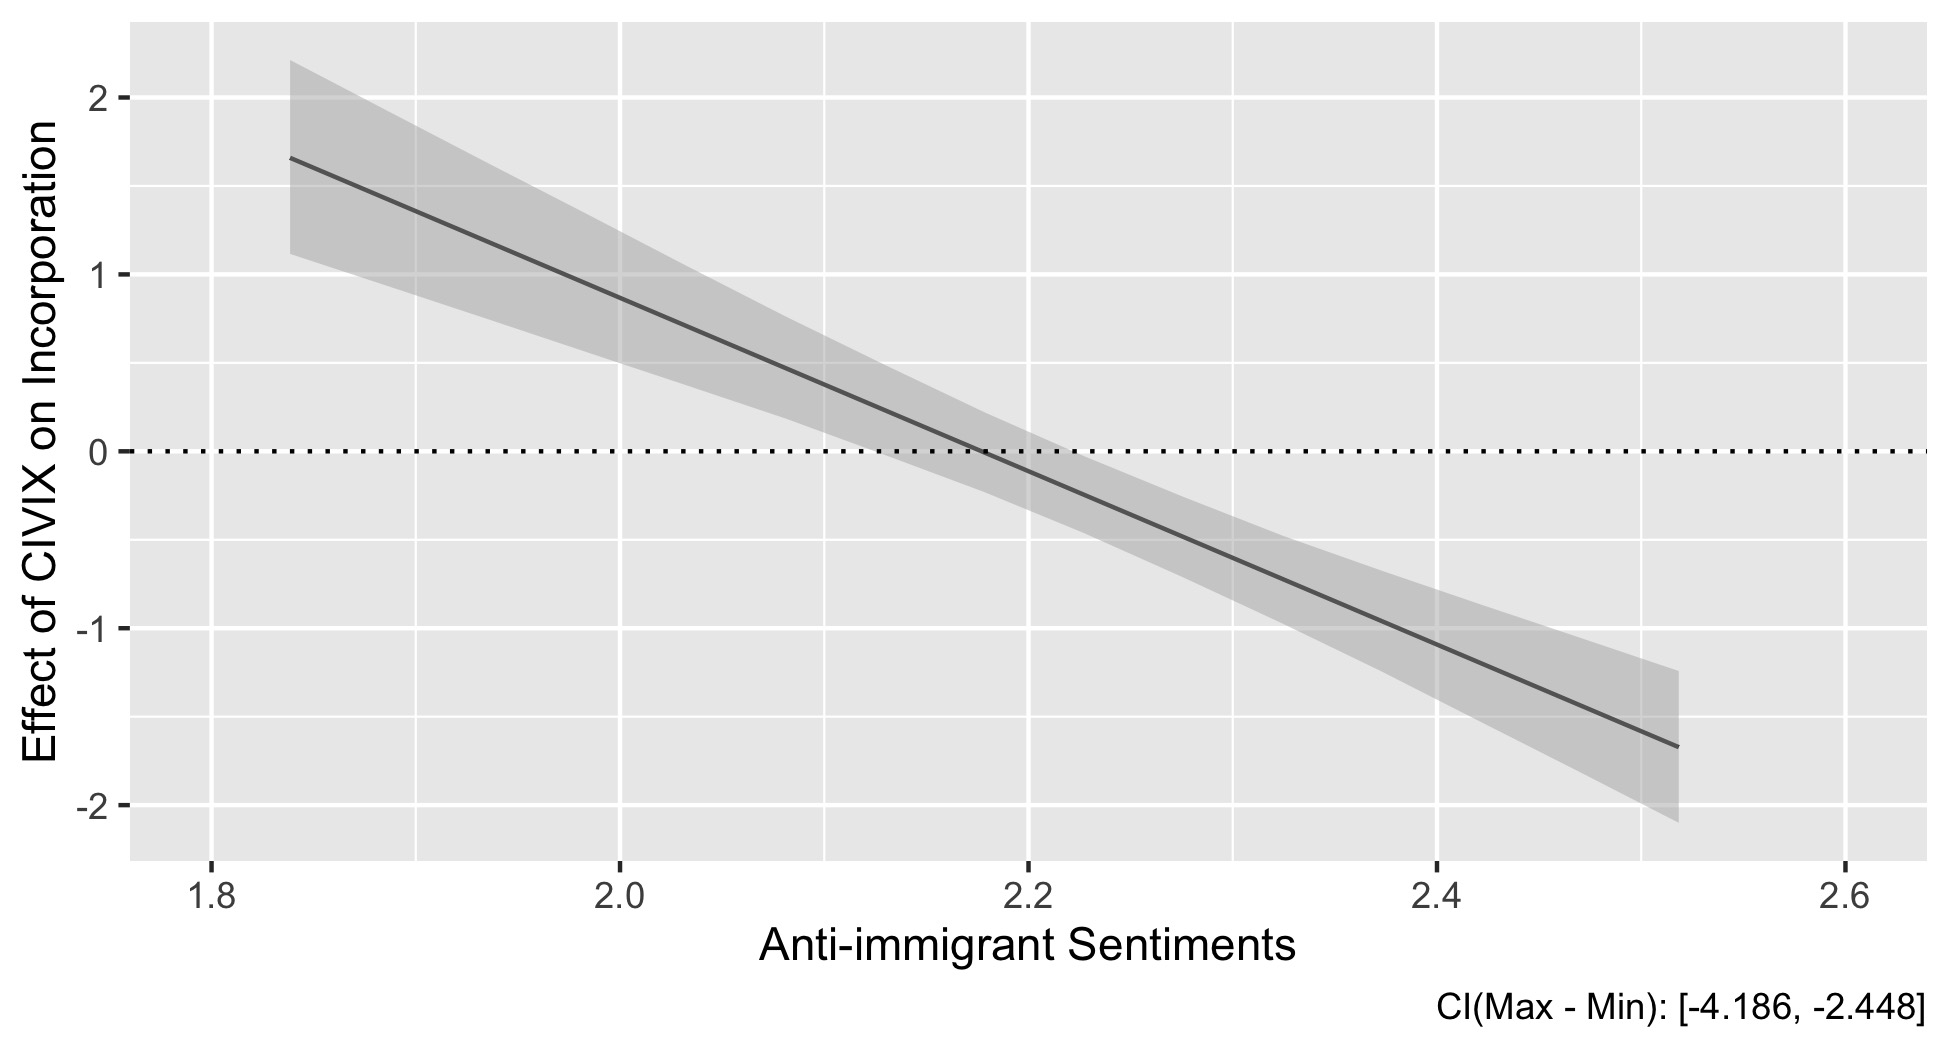 Effect of CIVIX on Incorporation
2
1
0
-1
-2
1.8 2.0 2.2 2.4 2.6
Anti-immigrant Sentiments
CI(Max - Min): [-4.186, -2.448]